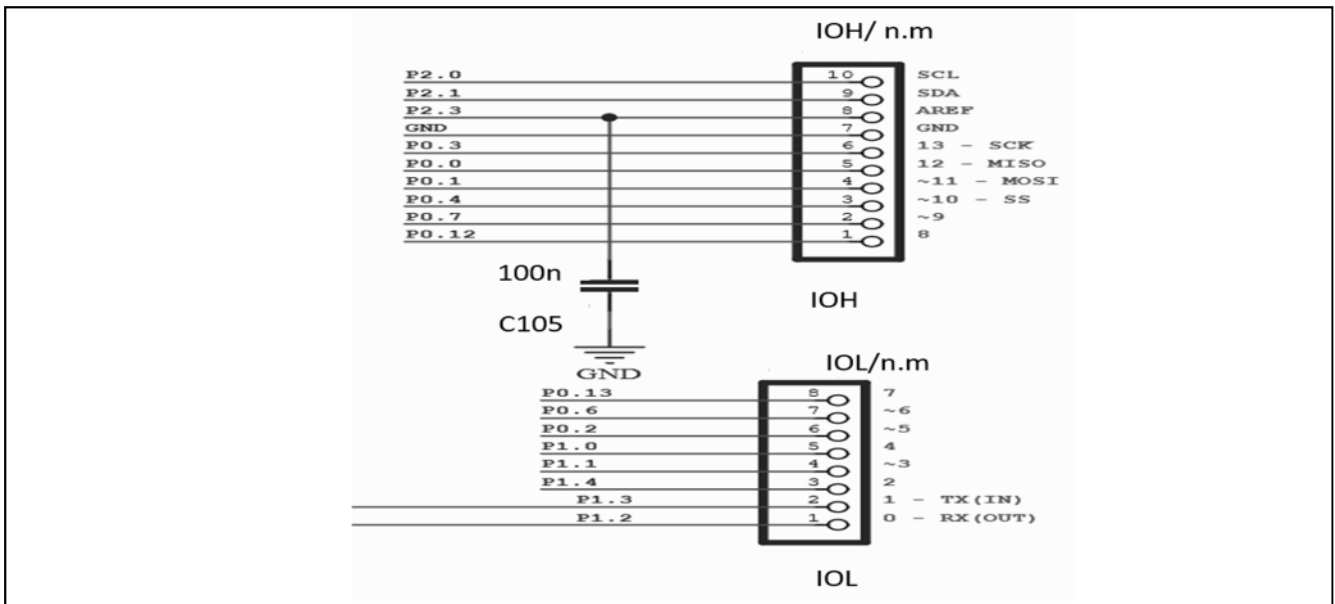 IOH/ n.m
P2.0 10 SCL
P2.1 9 SDA
P2.3 8 AREF
GND 7 GND
P0.3 6 13 - SCK
P0.0 5 12 - MISO
P0.1 4 ~11 - MOSI
P0.4 3 ~10 - SS
P0.7 2 ~9
P0.12 1 8
100n
IOH
C105
GND
IOL/n.m
P0.13 8 7
P0.6 7 ~6
P0.2 6 ~5
P1.0 5 4
P1.1 4 ~3
P1.4 3 2
P1.3 2 1 - TX(IN)
P1.2 1 0 - RX(OUT)
IOL